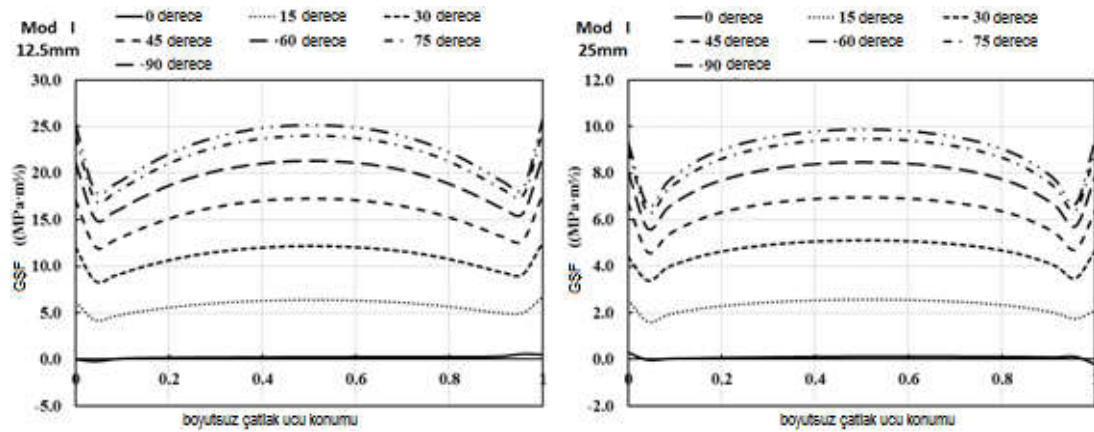 Mod I
12.5mm
0 derece 15 derece 30 derece
45 derece -60 derece 75 derece
-90 derece
30.0
25.0
20.0
15.0
10.0
5.0
0.0
-5.0
GŞF ((MPa·m½)
0 0.2 0.4 0.6 0.8 1
boyutsuz çatlak ucu konumu
Mod I
25mm
0 derece 15 derece 30 derece
45 derece -60 derece 75 derece
-90 derece
12.0
10.0
8.0
6.0
4.0
2.0
0.0
-2.0
GŞF ((MPa·m½)
0 0.2 0.4 0.6 0.8 1
boyutsuz çatlak ucu konumu